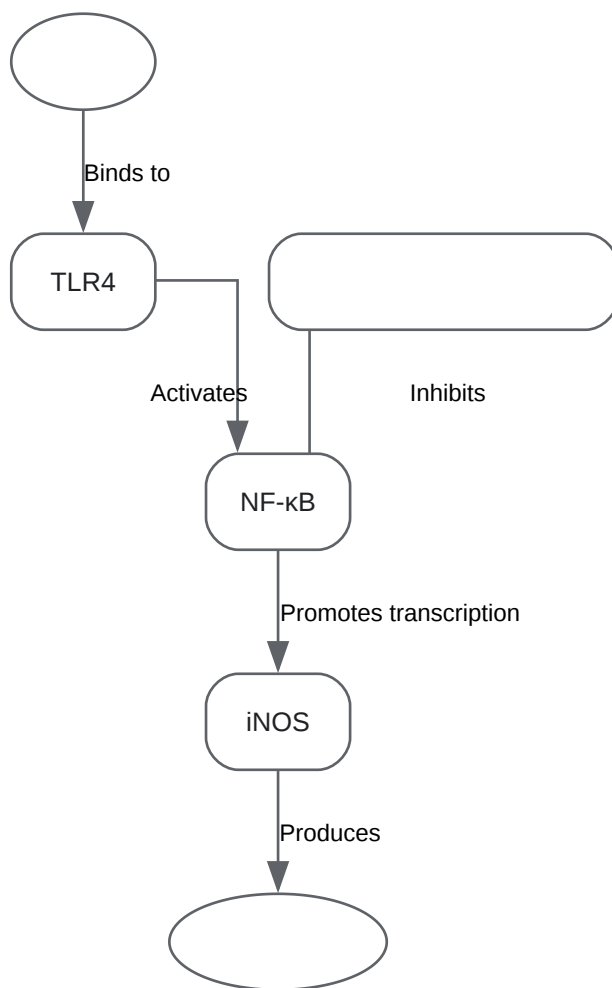 Binds to
TLR4
Activates
Inhibits
NF-κB
Promotes transcription
iNOS
Produces